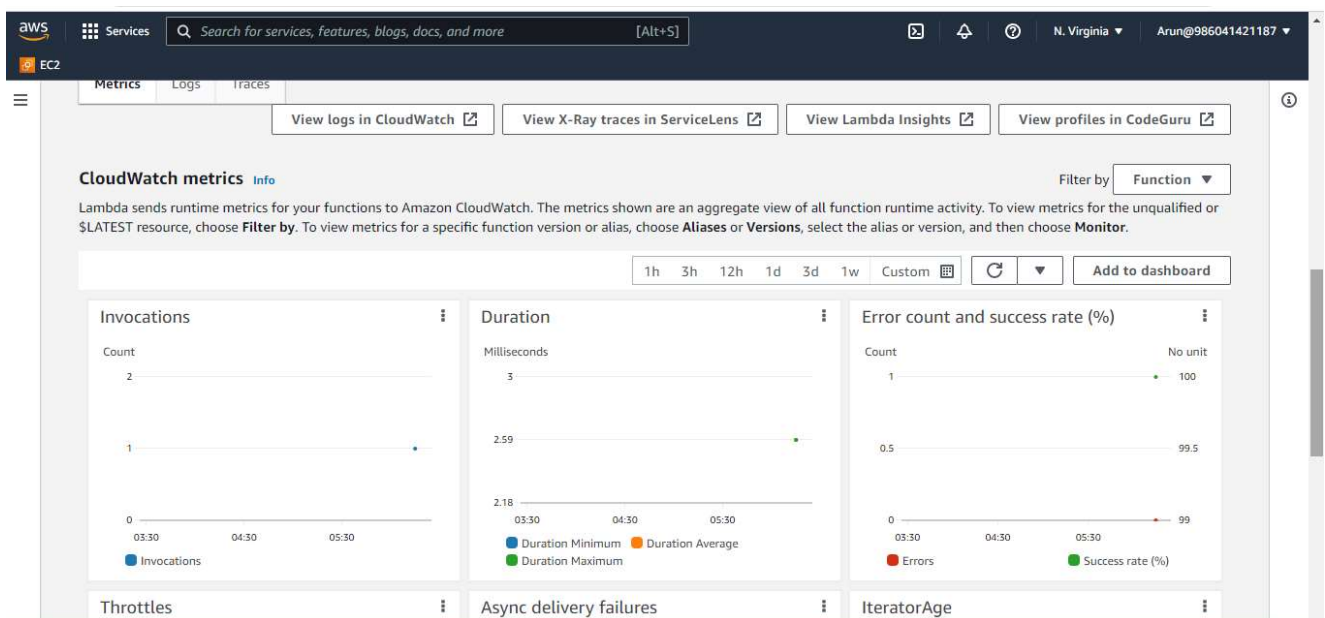 aws Services Search for services, features, blogs, docs, and more [Alt+S] N. Virginia ▼ Arun@986041421187 ▼
EC2
Metrics Logs Traces
View logs in CloudWatch View X-Ray traces in ServiceLens View Lambda Insights View profiles in CodeGuru
CloudWatch metrics Info Filter by Function ▼
Lambda sends runtime metrics for your functions to Amazon CloudWatch. The metrics shown are an aggregate view of all function runtime activity. To view metrics for the unqualified or
$LATEST resource, choose Filter by. To view metrics for a specific function version or alias, choose Aliases or Versions, select the alias or version, and then choose Monitor.
1h 3h 12h 1d 3d 1w Custom Add to dashboard
Invocations
Count
2
1
0
03:30 04:30 05:30
Invocations
Duration
Milliseconds
3
2.59
2.18
03:30 04:30 05:30
Duration Minimum Duration Average
Duration Maximum
Error count and success rate (%)
Count No unit
1 100
0.5 99.5
0 99
03:30 04:30 05:30
Errors Success rate (%)
Throttles
Async delivery failures
IteratorAge